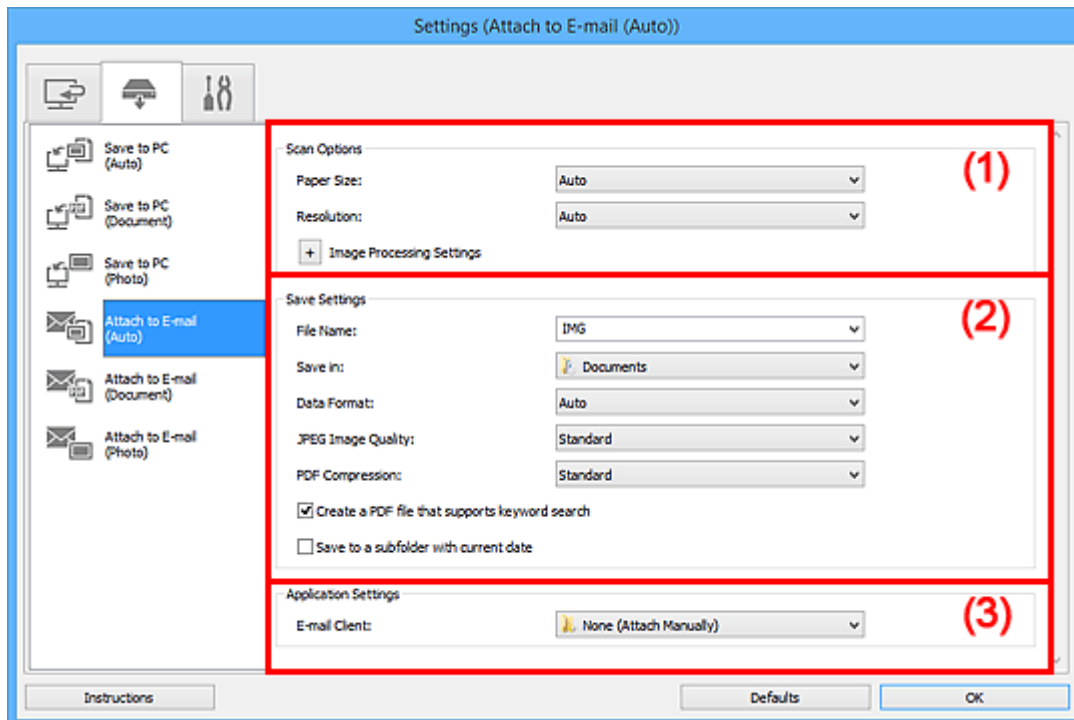 Settings (Attach to E-mail (Auto))
Save to PC
(Auto)
Save to PC
(Document)
Save to PC
(Photo)
Attach to E-mail
(Auto)
Attach to E-mail
(Document)
Attach to E-mail
(Photo)
Scan Options
(1)
Paper Size: Auto
Resolution: Auto
+ Image Processing Settings
Save Settings
(2)
File Name: IMG
Save in: Documents
Data Format: Auto
JPEG Image Quality: Standard
PDF Compression: Standard
Create a PDF file that supports keyword search
Save to a subfolder with current date
Application Settings
(3)
E-mail Client: None (Attach Manually)
Instructions Defaults OK